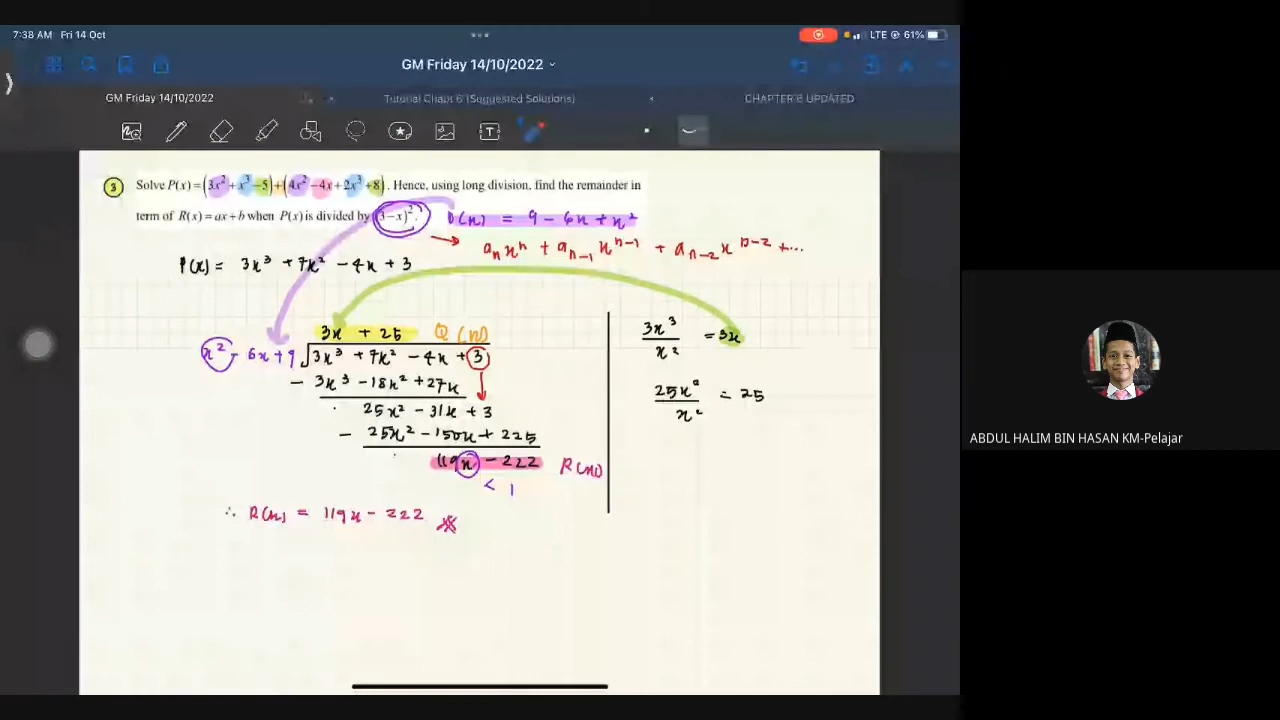 7:38 AM Fri 14 Oct
LTE 61%
GM Friday 14/10/2022
GM Friday 14/10/2022
Tutorial Chapt 6 (Suggested Solutions)
CHAPTER 6 UPDATED
3 Solve P(x) = (3x² + x³ − 5) + (4x² − 4x + 2x³ + 8). Hence, using long division, find the remainder in
term of R(x) = ax + b when P(x) is divided by (3 − x)². D(x) = 9 − 6x + x²
aₙxⁿ + aₙ₋₁xⁿ⁻¹ + aₙ₋₂xⁿ⁻² + ...
P(x) = 3x³ + 7x² − 4x + 3
3x + 25 Q(x)
x² − 6x + 9 √3x³ + 7x² − 4x + 3
− 3x³ − 18x² + 27x
25x² − 31x + 3
− 25x² − 150x + 225
119x − 222 R(x)
< 1
∴ R(x) = 119x − 222
3x³ / x² = 3x
25x² / x² = 25
ABDUL HALIM BIN HASAN KM-Pelajar